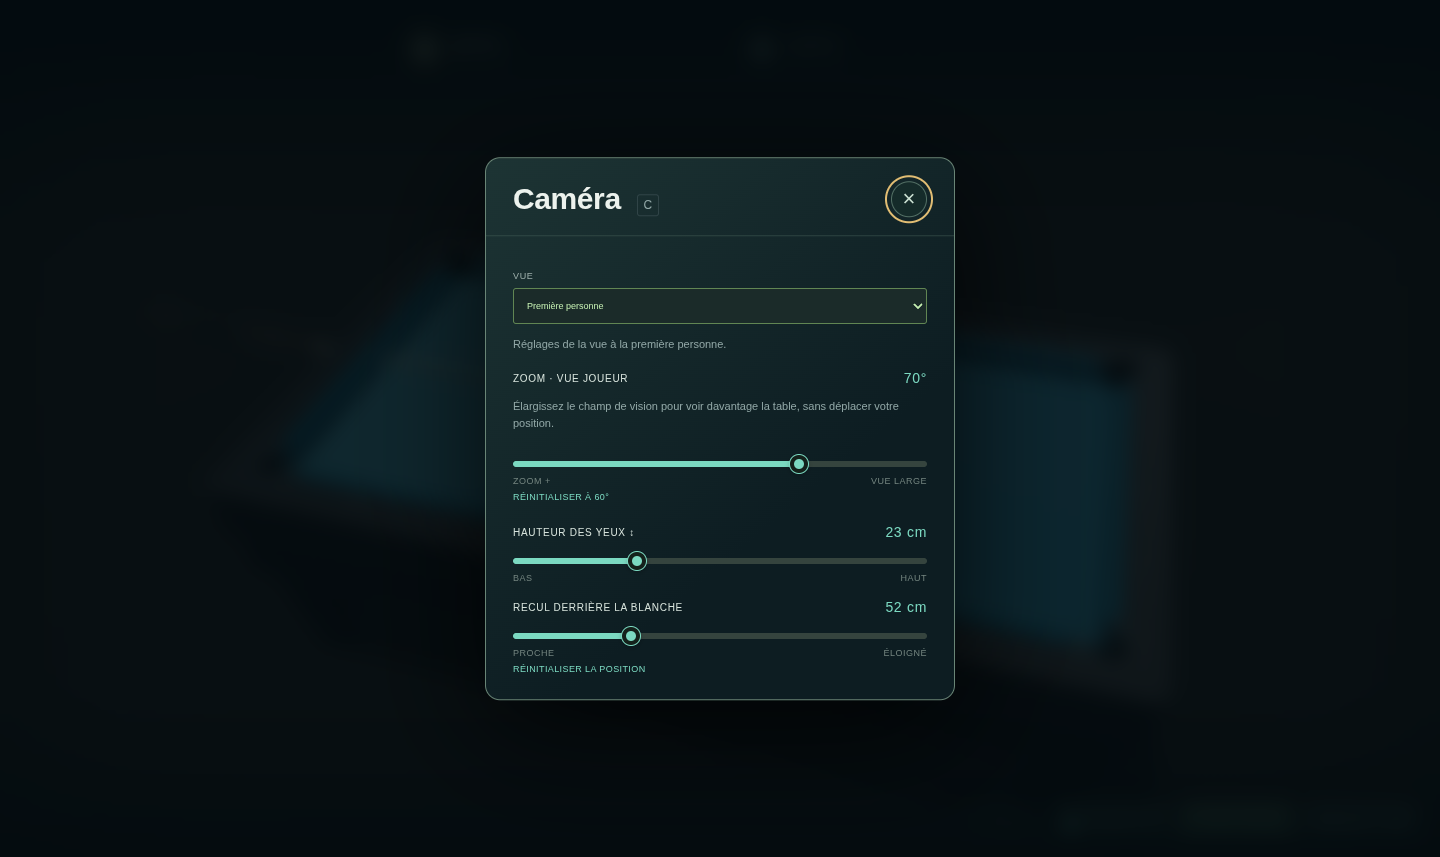 Caméra C
×
VUE
Première personne
Réglages de la vue à la première personne.
ZOOM · VUE JOUEUR 70°
Élargissez le champ de vision pour voir davantage la table, sans déplacer votre
position.
ZOOM + VUE LARGE
RÉINITIALISER À 60°
HAUTEUR DES YEUX ↕ 23 cm
BAS HAUT
RECUL DERRIÈRE LA BLANCHE 52 cm
PROCHE ÉLOIGNÉ
RÉINITIALISER LA POSITION